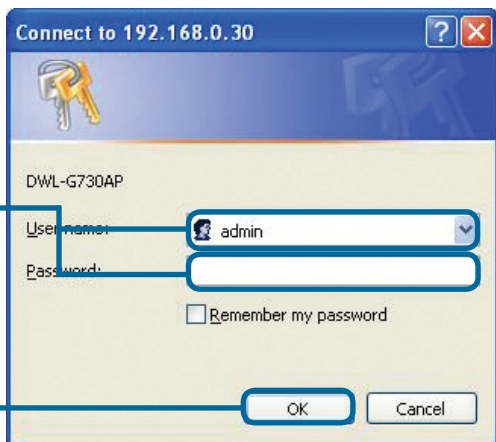 Connect to 192.168.0.30
DWL-G730AP
User name:
admin
Password:
Remember my password
OK
Cancel